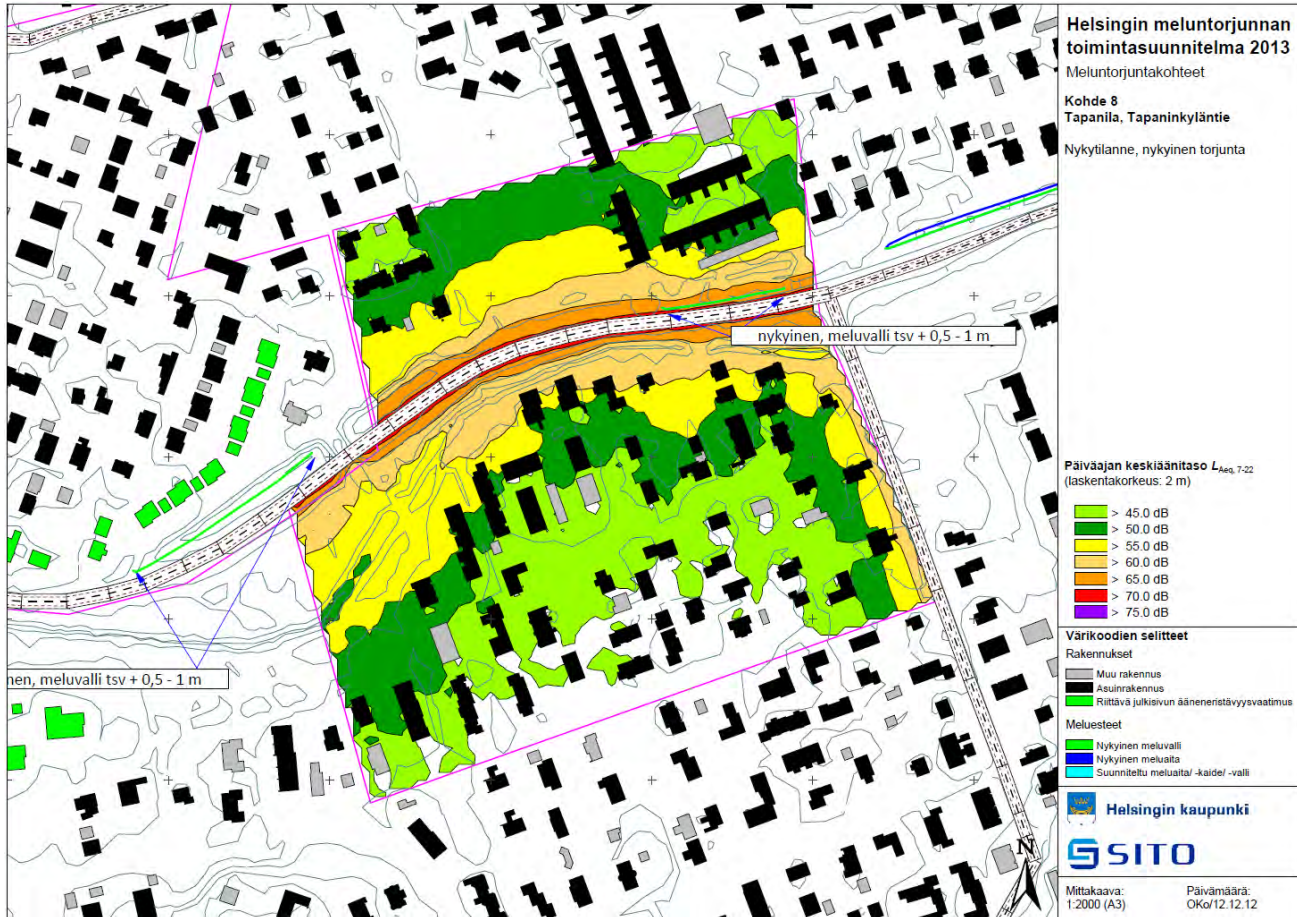 Helsingin meluntorjunnan
toimintasuunnitelma 2013
Meluntorjuntakohteet
Kohde 8
Tapanila, Tapaninkyläntie
Nykytilanne, nykyinen torjunta
nykyinen, meluvalli tsv + 0,5 - 1 m
nen, meluvalli tsv + 0,5 - 1 m
Päiväajan keskiäänitaso LAeq, 7-22
(laskentakorkeus: 2 m)
> 45.0 dB
> 50.0 dB
> 55.0 dB
> 60.0 dB
> 65.0 dB
> 70.0 dB
> 75.0 dB
Värikoodien selitteet
Rakennukset
Muu rakennus
Asuinrakennus
Riittävä julkisivun ääneneristävyysvaatimus
Meluesteet
Nykyinen meluvalli
Nykyinen meluaita
Suunniteltu meluaita/ -kaide/ -valli
Helsingin kaupunki
SITO
N
Mittakaava: Päivämäärä:
1:2000 (A3) OKo/12.12.12